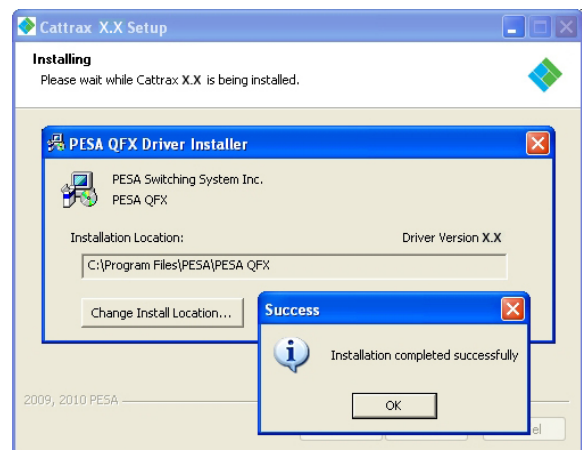 Cattrax X.X Setup
Installing
Please wait while Cattrax X.X is being installed.
PESA QFX Driver Installer
PESA Switching System Inc.
PESA QFX
Installation Location:
Driver Version X.X
C:\Program Files\PESA\PESA QFX
Change Install Location...
Success
Installation completed successfully
OK
2009, 2010 PESA